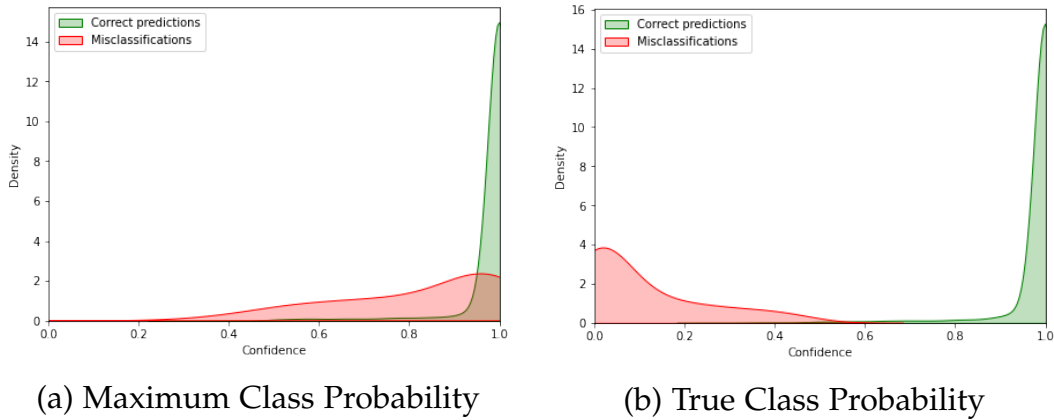 Correct predictions
Misclassifications
14
12
10
8
6
4
2
0
Density
0.0 0.2 0.4 0.6 0.8 1.0
Confidence
(a) Maximum Class Probability
Correct predictions
Misclassifications
16
14
12
10
8
6
4
2
0
Density
0.0 0.2 0.4 0.6 0.8 1.0
Confidence
(b) True Class Probability